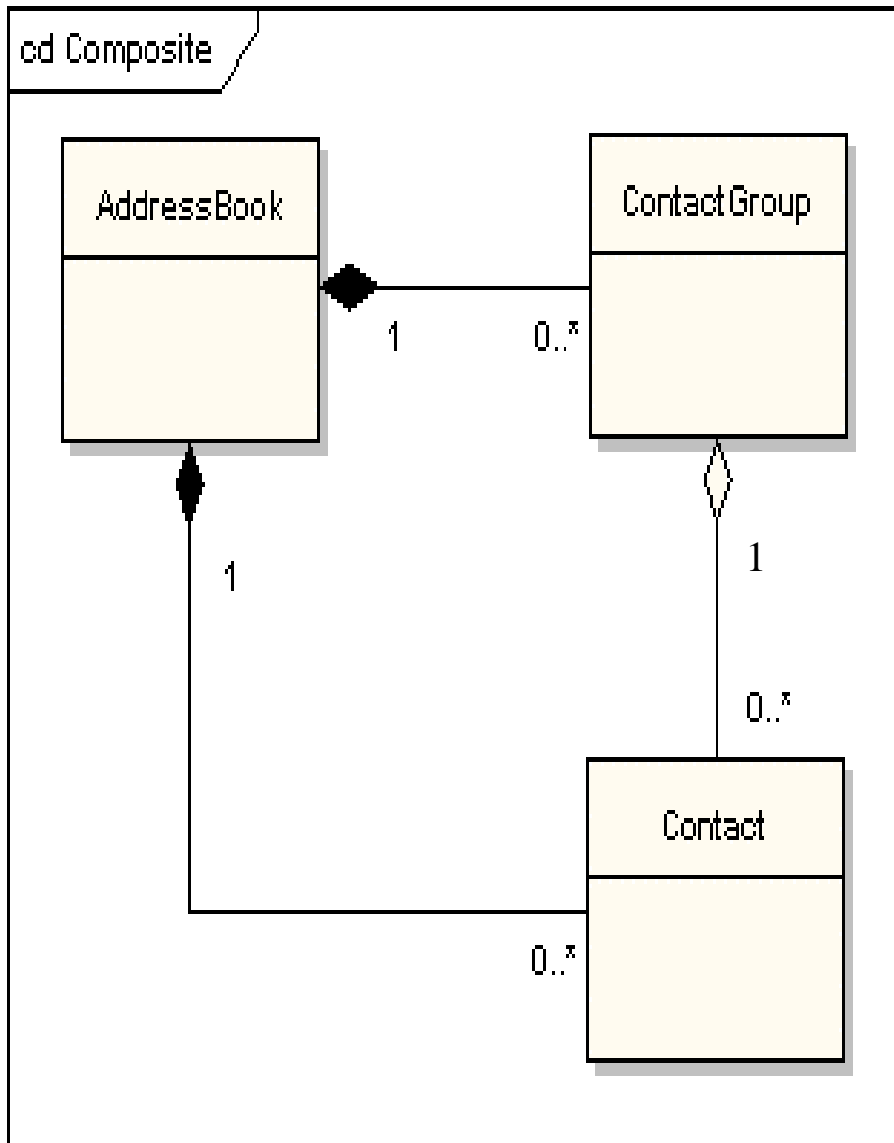 cd Composite
AddressBook
ContactGroup
1
0..*
1
1
0..*
Contact
0..*